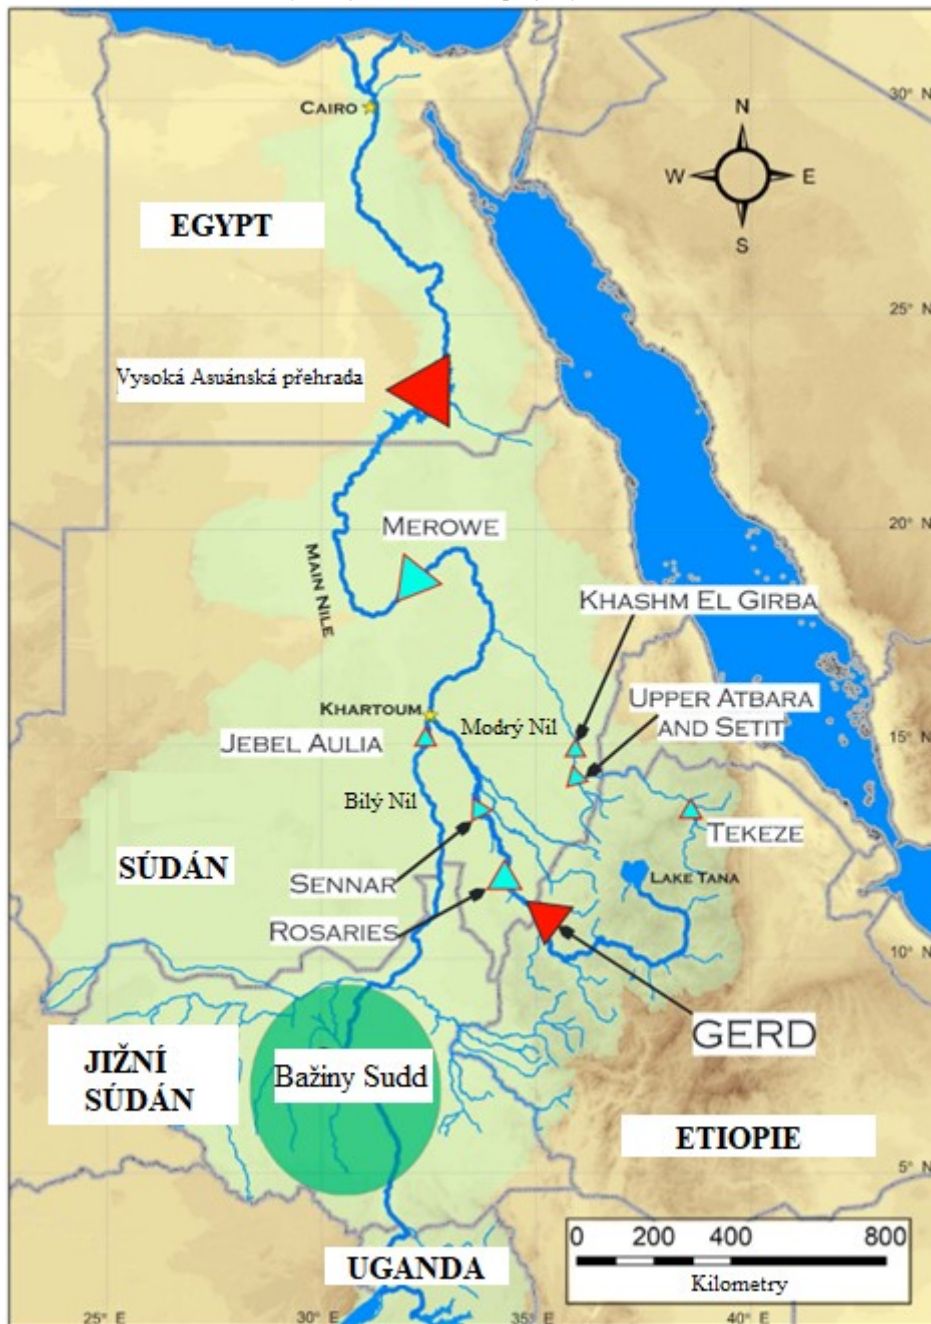 30° N
CAIRO
N
W
E
S
EGYPT
25° N
Vysoká Asuánská přehrada
20° N
MEROWE
MAIN NILE
KHASHM EL GIRBA
KHARTOUM
Modrý Nil
UPPER ATBARA
AND SETIT
15° N
JEBEL AULIA
Bílý Nil
TEKEZE
SÚDÁN
SENNAR
LAKE TANA
ROSARIES
10° N
GERD
JIŽNÍ
SÚDÁN
Bažiny Sudd
ETIOPIE
5° N
0 200 400 800
Kilometry
UGANDA
25° E 30° E 35° E 40° E